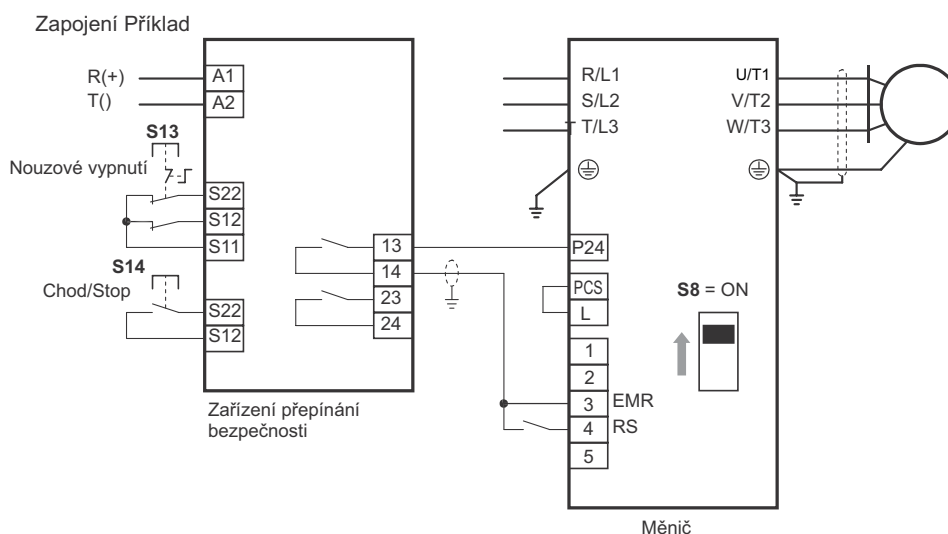 Zapojení Příklad
R(+)
T()
A1
A2
S13
Nouzové vypnutí
S22
S12
S11
S14
Chod/Stop
S22
S12
13
14
23
24
Zařízení přepínání
bezpečnosti
R/L1
S/L2
T/L3
U/T1
V/T2
W/T3
P24
PCS
L
S8 = ON
1
2
3
EMR
4
RS
5
Měnič